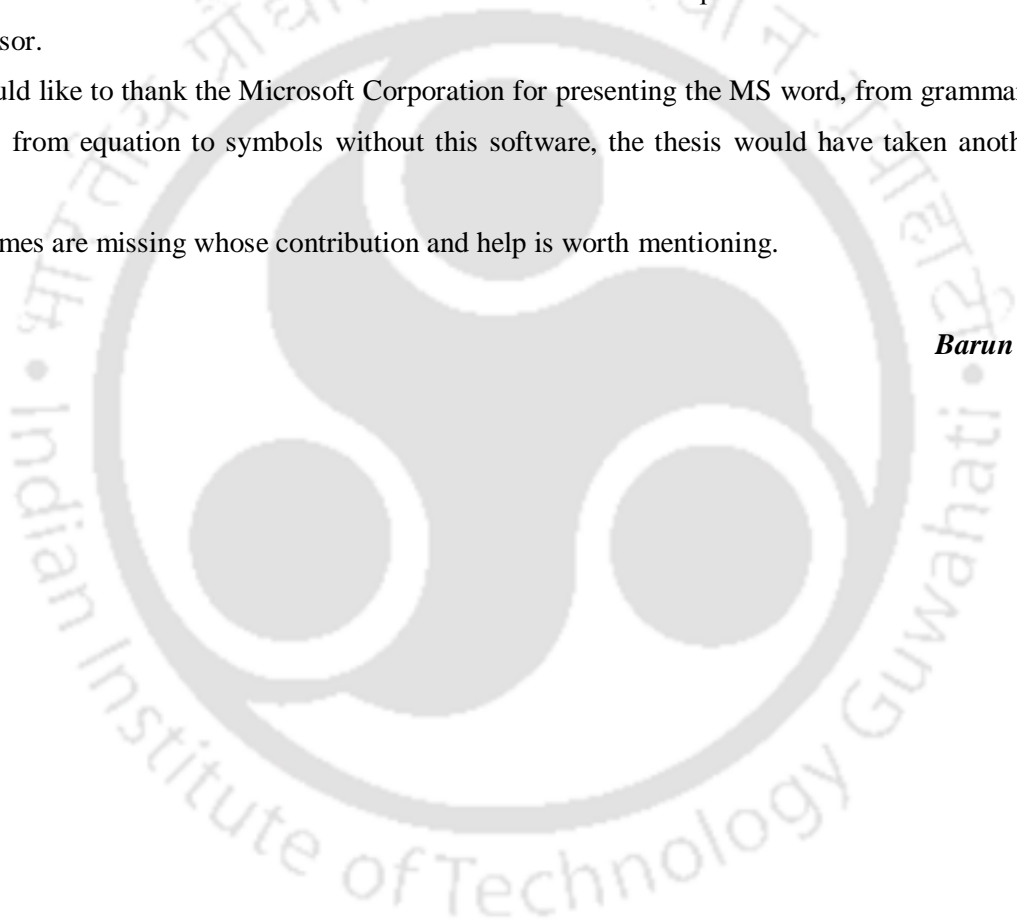 sor.
uld like to thank the Microsoft Corporation for presenting the MS word, from gramma
from equation to symbols without this software, the thesis would have taken anoth
mes are missing whose contribution and help is worth mentioning.
Barun
भारतीय
Indian Institute of Technology Guwahati